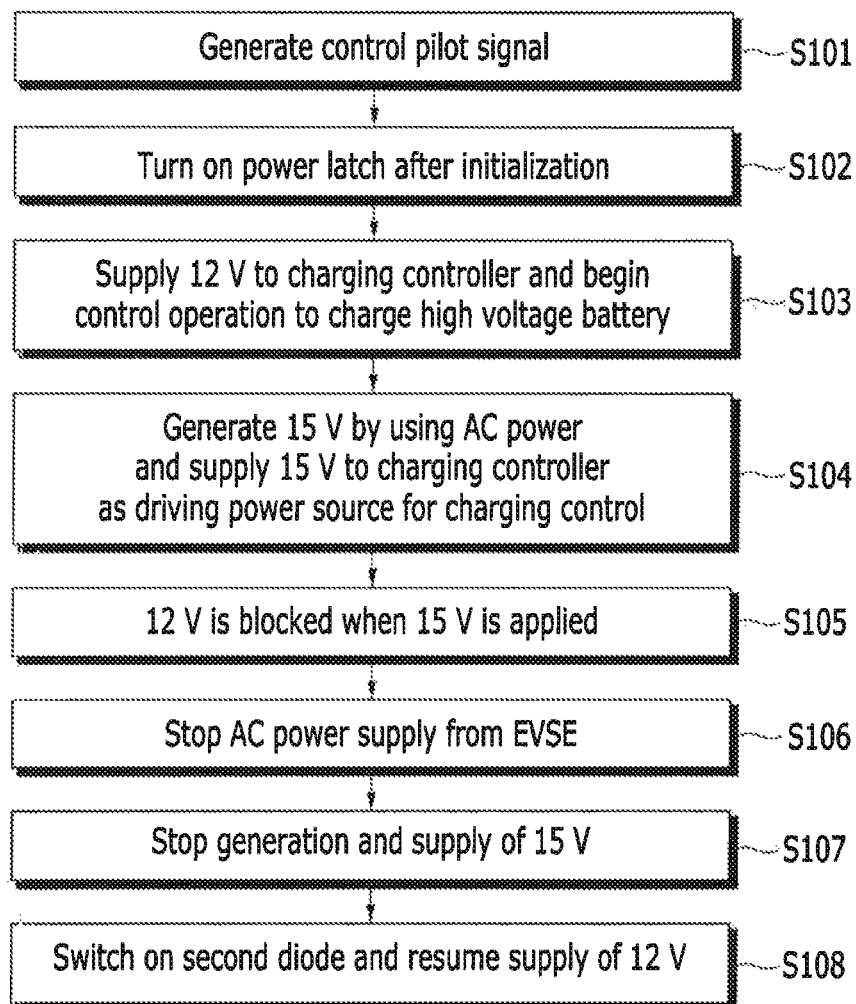 Generate control pilot signal
S101
Turn on power latch after initialization
S102
Supply 12 V to charging controller and begin
control operation to charge high voltage battery
S103
Generate 15 V by using AC power
and supply 15 V to charging controller
as driving power source for charging control
S104
12 V is blocked when 15 V is applied
S105
Stop AC power supply from EVSE
S106
Stop generation and supply of 15 V
S107
Switch on second diode and resume supply of 12 V
S108